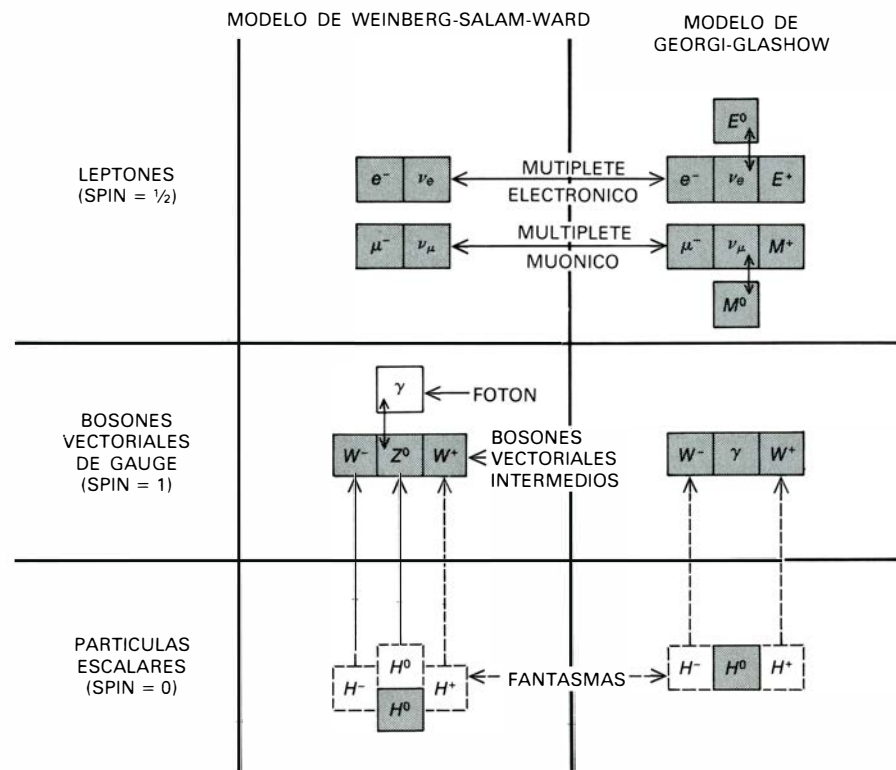 MODELO DE WEINBERG-SALAM-WARD
MODELO DE
GEORGI-GLASHOW
LEPTONES
(SPIN = ½)
E⁰
e⁻ νₑ
MUTIPLETE
ELECTRONICO
e⁻ νₑ E⁺
μ⁻ ν_μ
MULTIPLETE
MUONICO
μ⁻ ν_μ M⁺
M⁰
BOSONES
VECTORIALES
DE GAUGE
(SPIN = 1)
γ
FOTON
W⁻ Z⁰ W⁺
BOSONES
VECTORIALES
INTERMEDIOS
W⁻ γ W⁺
PARTICULAS
ESCALARES
(SPIN = 0)
H⁻ H⁰ H⁺
H⁰
FANTASMAS
H⁻ H⁰ H⁺